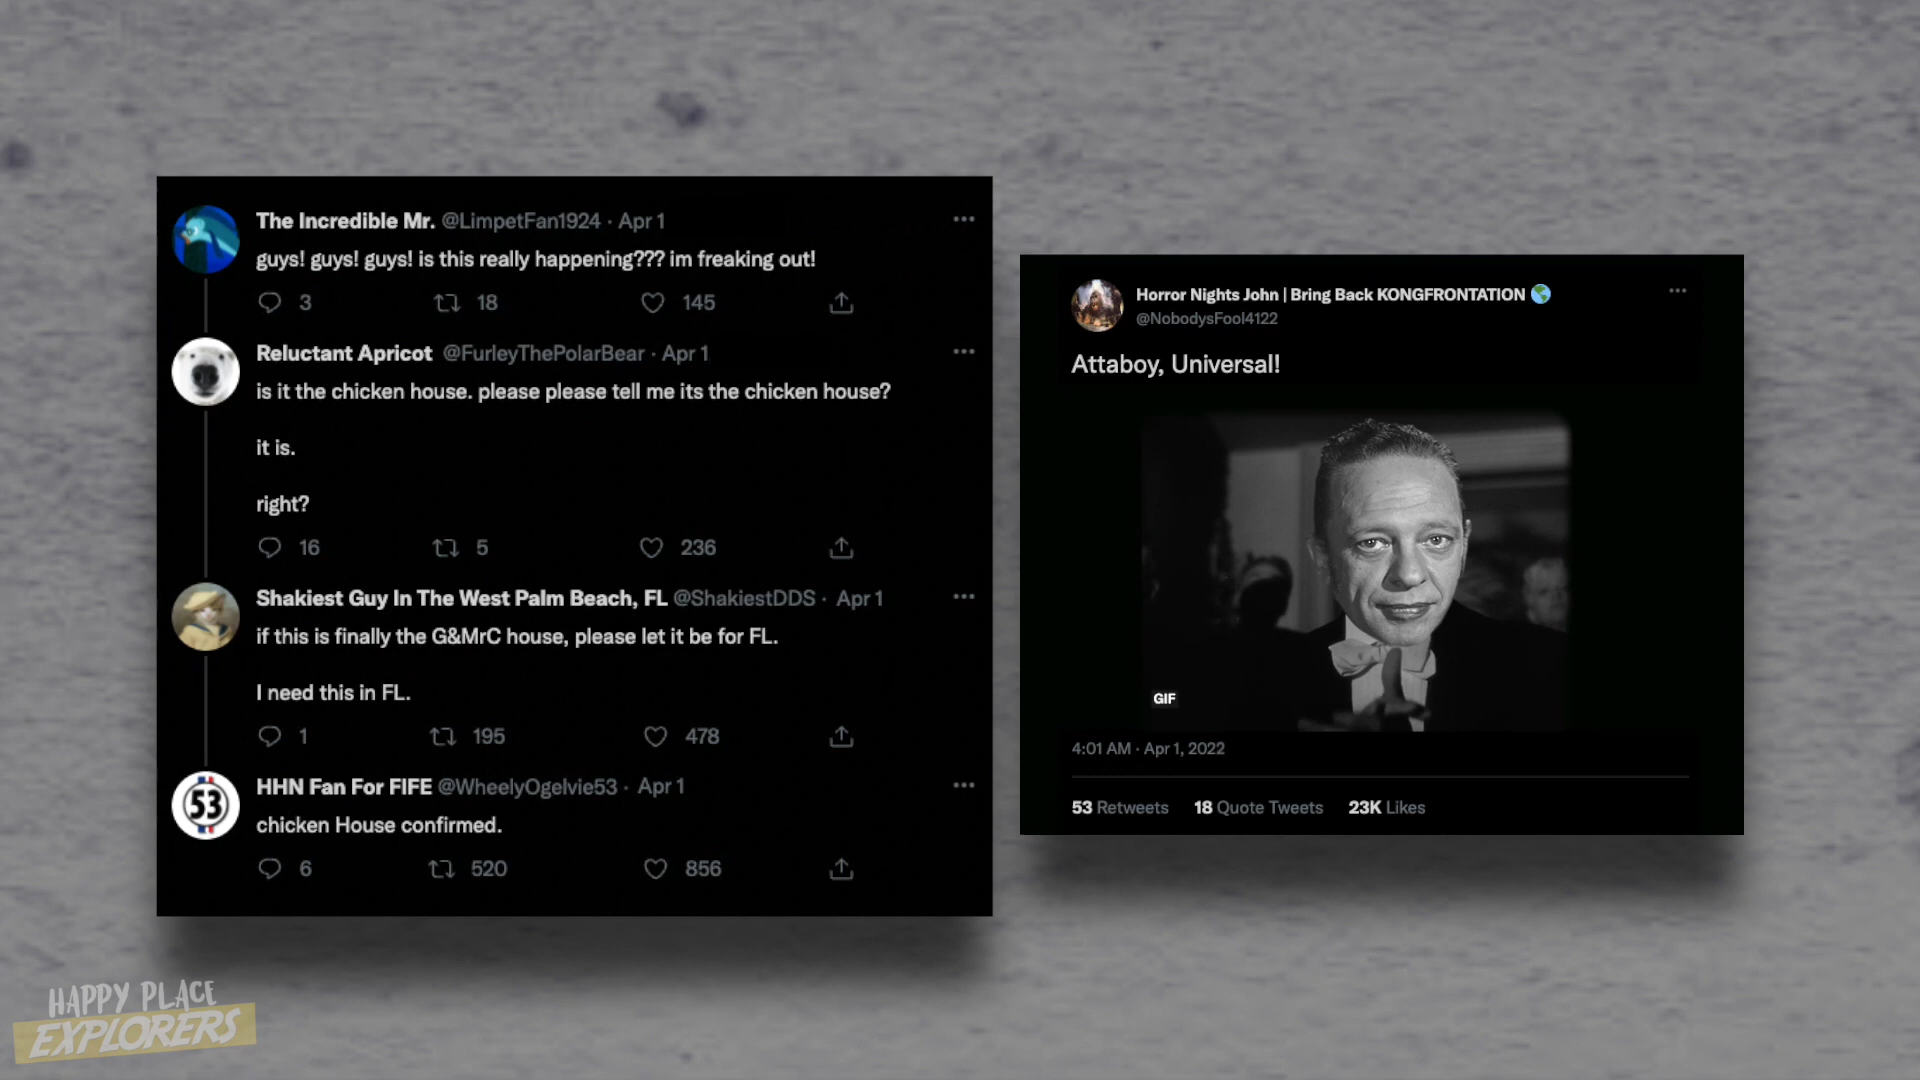 The Incredible Mr. @LimpetFan1924 · Apr 1
guys! guys! guys! is this really happening??? im freaking out!
3 18 145
Reluctant Apricot @FurleyThePolarBear · Apr 1
is it the chicken house. please please tell me its the chicken house?
it is.
right?
16 5 236
Shakiest Guy In The West Palm Beach, FL @ShakiestDDS · Apr 1
if this is finally the G&MrC house, please let it be for FL.
I need this in FL.
1 195 478
53
HHN Fan For FIFE @WheelyOgelvie53 · Apr 1
chicken House confirmed.
6 520 856
Horror Nights John | Bring Back KONGFRONTATION 🌎
@NobodysFool4122
Attaboy, Universal!
GIF
4:01 AM · Apr 1, 2022
53 Retweets 18 Quote Tweets 23K Likes
HAPPY PLACE
EXPLORERS